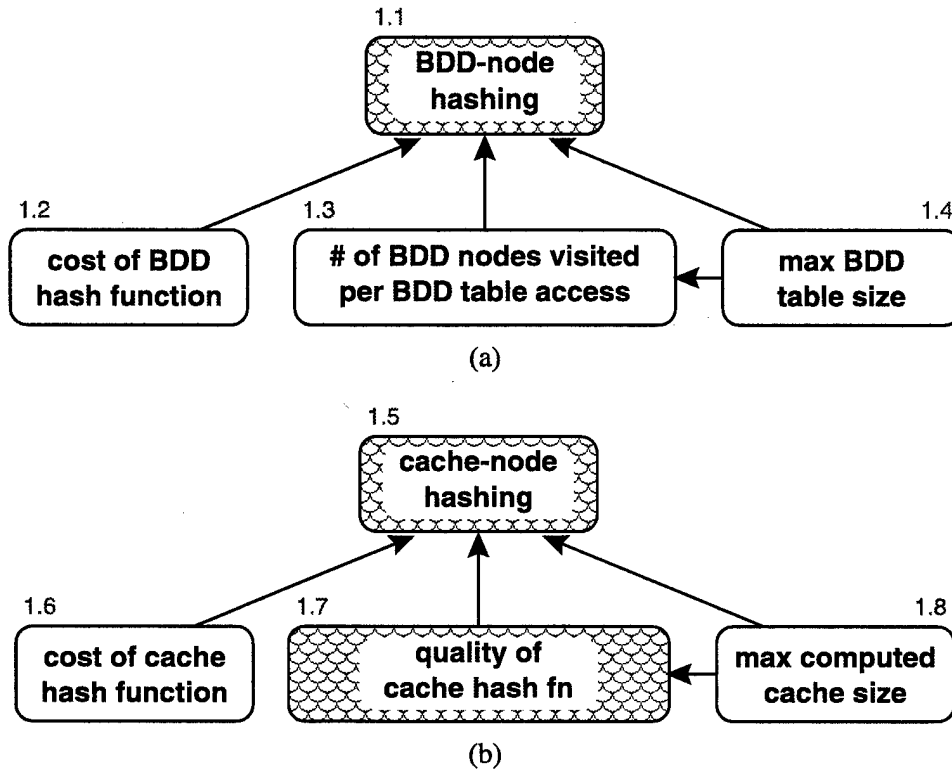 1.1
BDD-node
hashing
1.2
1.3
1.4
cost of BDD
hash function
# of BDD nodes visited
per BDD table access
max BDD
table size
(a)
1.5
cache-node
hashing
1.6
1.7
1.8
cost of cache
hash function
quality of
cache hash fn
max computed
cache size
(b)